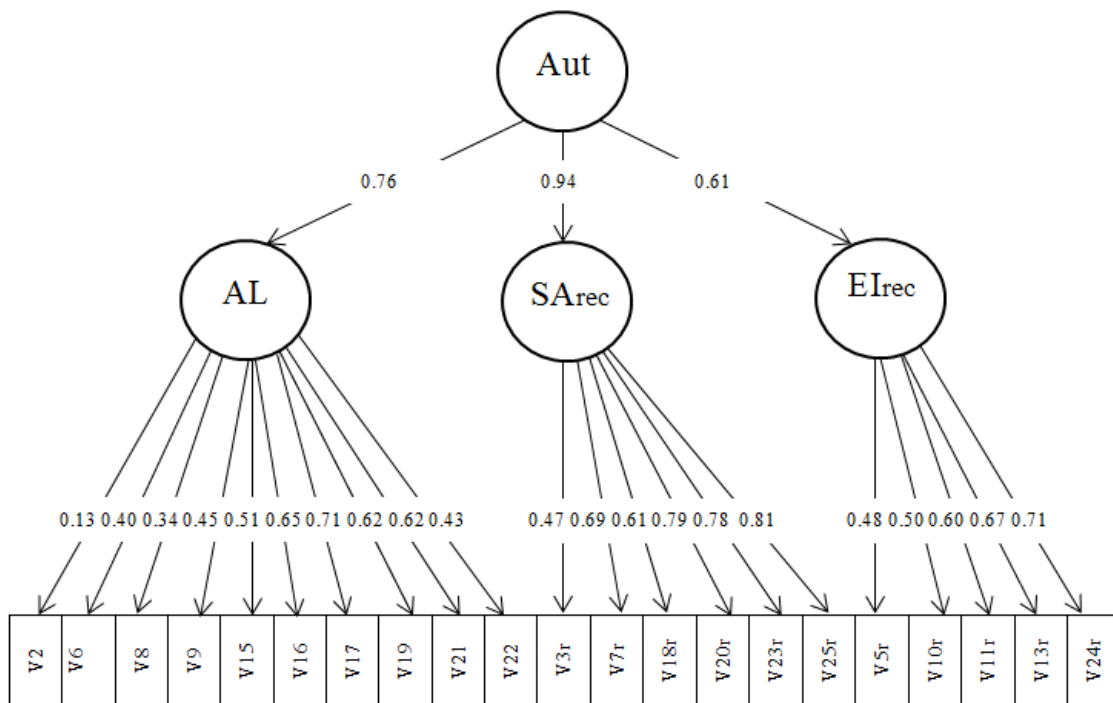 Aut
0.76 0.94 0.61
AL SArec EIrec
0.13 0.40 0.34 0.45 0.51 0.65 0.71 0.62 0.62 0.43 0.47 0.69 0.61 0.79 0.78 0.81 0.48 0.50 0.60 0.67 0.71
V2 V6 V8 V9 V15 V16 V17 V19 V21 V22 V3r V7r V18r V20r V23r V25r V5r V10r V11r V13r V24r